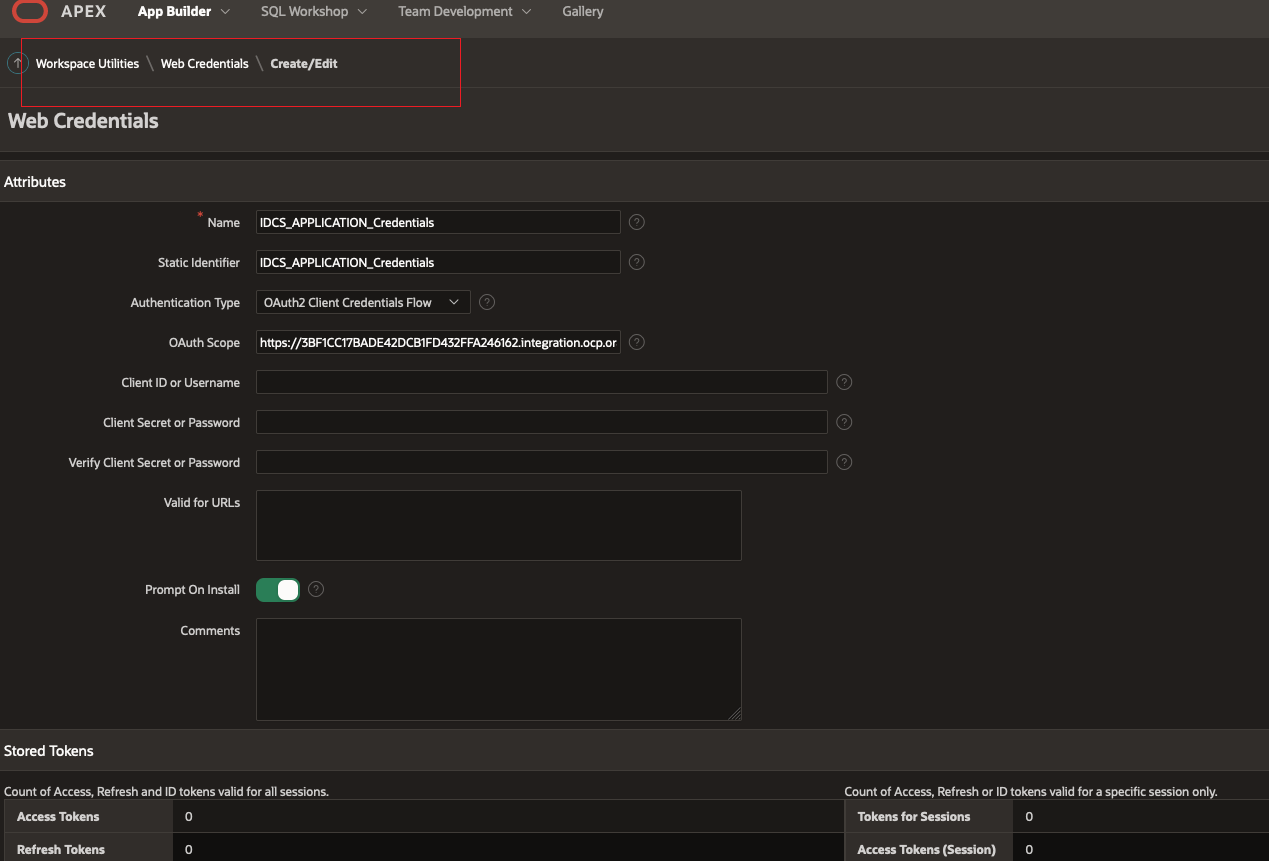 APEX App Builder SQL Workshop Team Development Gallery
Workspace Utilities \ Web Credentials \ Create/Edit
Web Credentials
Attributes
* Name IDCS_APPLICATION_Credentials ?
Static Identifier IDCS_APPLICATION_Credentials ?
Authentication Type OAuth2 Client Credentials Flow ?
OAuth Scope https://3BF1CC17BADE42DCB1FD432FFA246162.integration.ocp.or ?
Client ID or Username ?
Client Secret or Password ?
Verify Client Secret or Password ?
Valid for URLs
Prompt On Install ?
Comments
Stored Tokens
Count of Access, Refresh and ID tokens valid for all sessions. Count of Access, Refresh or ID tokens valid for a specific session only.
Access Tokens 0 Tokens for Sessions 0
Refresh Tokens 0 Access Tokens (Session) 0